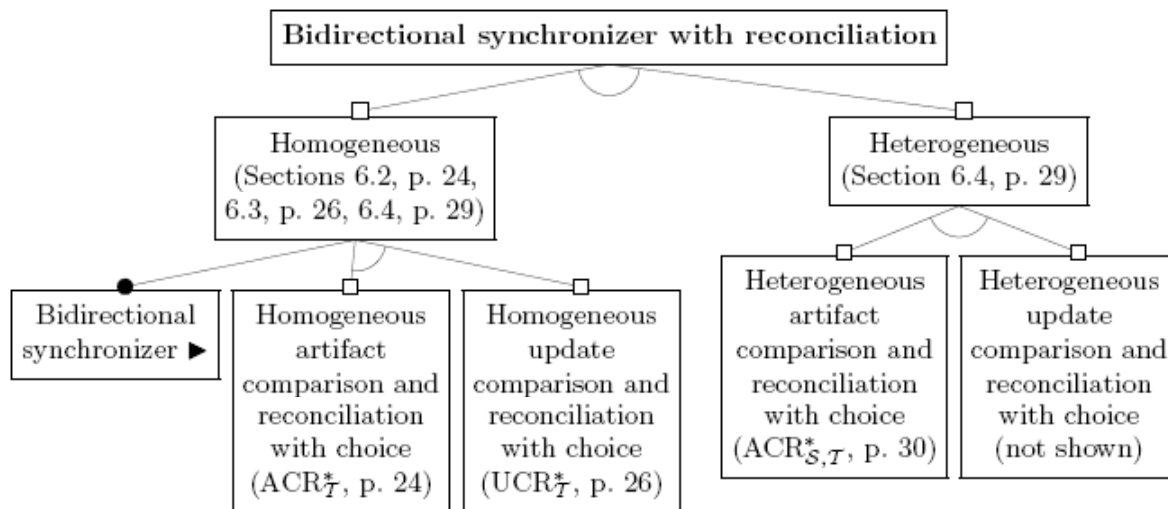 Bidirectional synchronizer with reconciliation
Homogeneous
(Sections 6.2, p. 24,
6.3, p. 26, 6.4, p. 29)
Heterogeneous
(Section 6.4, p. 29)
Bidirectional
synchronizer ►
Homogeneous
artifact
comparison and
reconciliation
with choice
(ACR*_𝒯, p. 24)
Homogeneous
update
comparison and
reconciliation
with choice
(UCR*_𝒯, p. 26)
Heterogeneous
artifact
comparison and
reconciliation
with choice
(ACR*_𝒮,𝒯, p. 30)
Heterogeneous
update
comparison and
reconciliation
with choice
(not shown)